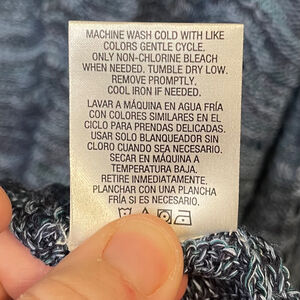 MACHINE WASH COLD WITH LIKE
COLORS GENTLE CYCLE.
ONLY NON-CHLORINE BLEACH
WHEN NEEDED. TUMBLE DRY LOW.
REMOVE PROMPTLY.
COOL IRON IF NEEDED.
LAVAR A MÁQUINA EN AGUA FRÍA
CON COLORES SIMILARES EN EL
CICLO PARA PRENDAS DELICADAS.
USAR SOLO BLANQUEADOR SIN
CLORO CUANDO SEA NECESARIO.
SECAR EN MÁQUINA A
TEMPERATURA BAJA.
RETIRE INMEDIATAMENTE.
PLANCHAR CON UNA PLANCHA
FRÍA SI ES NECESARIO.